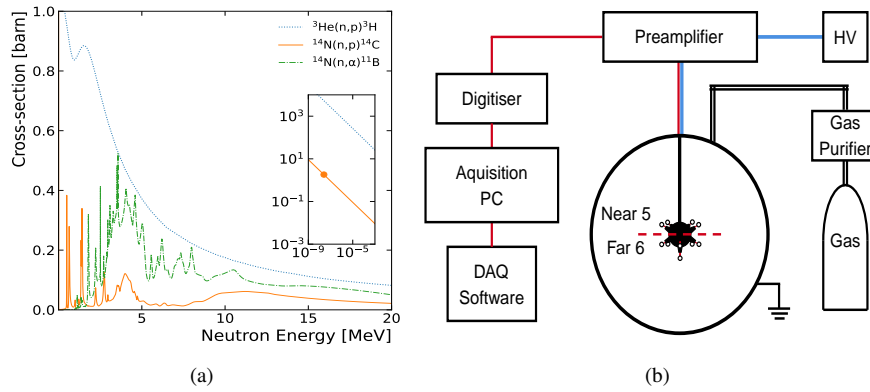 1.0
0.8
0.6
0.4
0.2
0.0
5
10
15
20
Cross-section [barn]
Neutron Energy [MeV]
³He(n,p)³H
¹⁴N(n,p)¹⁴C
¹⁴N(n,α)¹¹B
10³
10¹
10⁻¹
10⁻³
10⁻⁹
10⁻⁵
(a)
Preamplifier
HV
Digitiser
Aquisition
PC
DAQ
Software
Near 5
Far 6
Gas
Purifier
Gas
(b)